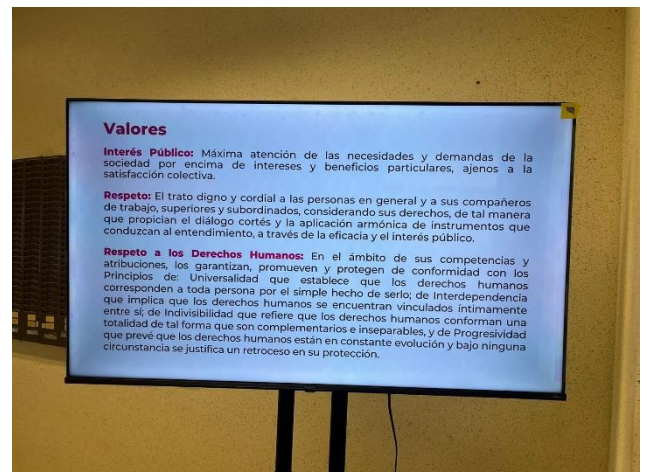 Valores
Interés Público: Máxima atención de las necesidades y demandas de la
sociedad por encima de intereses y beneficios particulares, ajenos a la
satisfacción colectiva.
Respeto: El trato digno y cordial a las personas en general y a sus compañeros
de trabajo, superiores y subordinados, considerando sus derechos, de tal manera
que propician el diálogo cortés y la aplicación armónica de instrumentos que
conduzcan al entendimiento, a través de la eficacia y el interés público.
Respeto a los Derechos Humanos: En el ámbito de sus competencias y
atribuciones, los garantizan, promueven y protegen de conformidad con los
Principios de: Universalidad que establece que los derechos humanos
corresponden a toda persona por el simple hecho de serlo; de Interdependencia
que implica que los derechos humanos se encuentran vinculados íntimamente
entre sí; de Indivisibilidad que refiere que los derechos humanos conforman una
totalidad de tal forma que son complementarios e inseparables, y de Progresividad
que prevé que los derechos humanos están en constante evolución y bajo ninguna
circunstancia se justifica un retroceso en su protección.